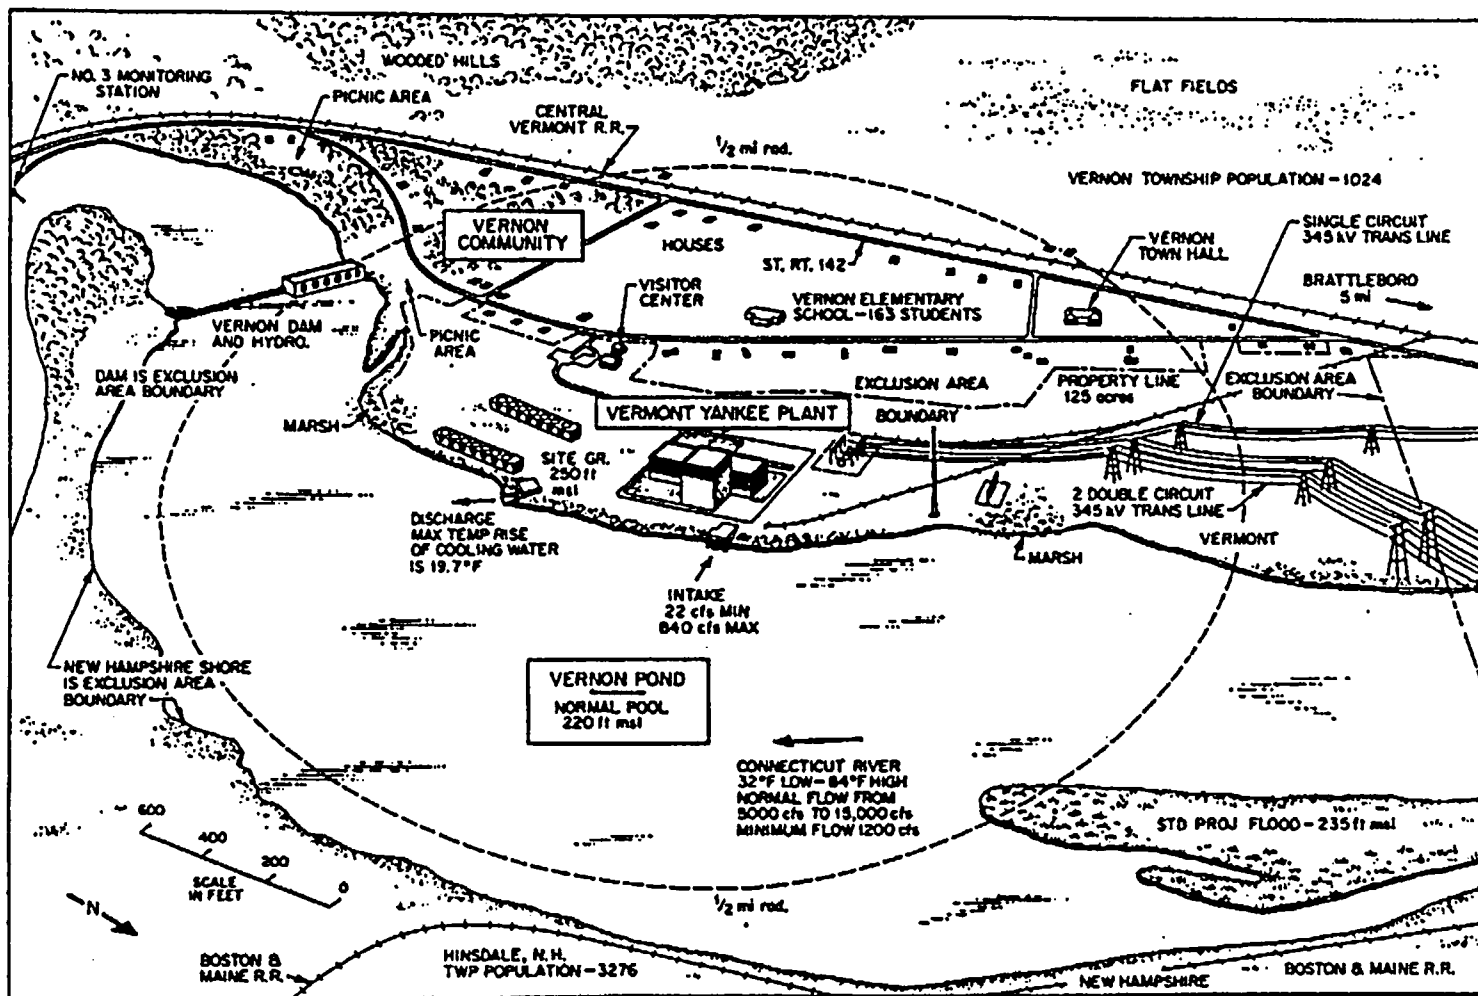 WOODED HILLS
NO. 3 MONITORING
STATION
PICNIC AREA
CENTRAL
VERMONT R.R.
1/2 mi rad.
FLAT FIELDS
VERNON TOWNSHIP POPULATION - 1024
VERNON
COMMUNITY
HOUSES
ST. RT. 142
VERNON
TOWN HALL
SINGLE CIRCUIT
345 kV TRANS LINE
BRATTLEBORO
5 mi
VISITOR
CENTER
VERNON ELEMENTARY
SCHOOL - 163 STUDENTS
VERNON DAM
AND HYDRO.
PICNIC
AREA
DAM IS EXCLUSION
AREA BOUNDARY
EXCLUSION AREA
BOUNDARY
PROPERTY LINE
125 acres
EXCLUSION AREA
BOUNDARY
MARSH
VERMONT YANKEE PLANT
SITE GR.
250 ft
msl
2 DOUBLE CIRCUIT
345 kV TRANS LINE
DISCHARGE
MAX TEMP RISE
OF COOLING WATER
IS 19.7°F
VERMONT
MARSH
INTAKE
22 cfs MIN
840 cfs MAX
NEW HAMPSHIRE SHORE
IS EXCLUSION AREA
BOUNDARY
VERNON POND
NORMAL POOL
220 ft msl
CONNECTICUT RIVER
32°F LOW - 84°F HIGH
NORMAL FLOW FROM
5000 cfs TO 15,000 cfs
MINIMUM FLOW 1200 cfs
STD PROJ FLOOD - 235 ft msl
600
400
200
0
SCALE
IN FEET
N
1/2 mi rad.
BOSTON &
MAINE R.R.
HINSDALE, N.H.
TWP POPULATION - 3276
NEW HAMPSHIRE
BOSTON & MAINE R.R.